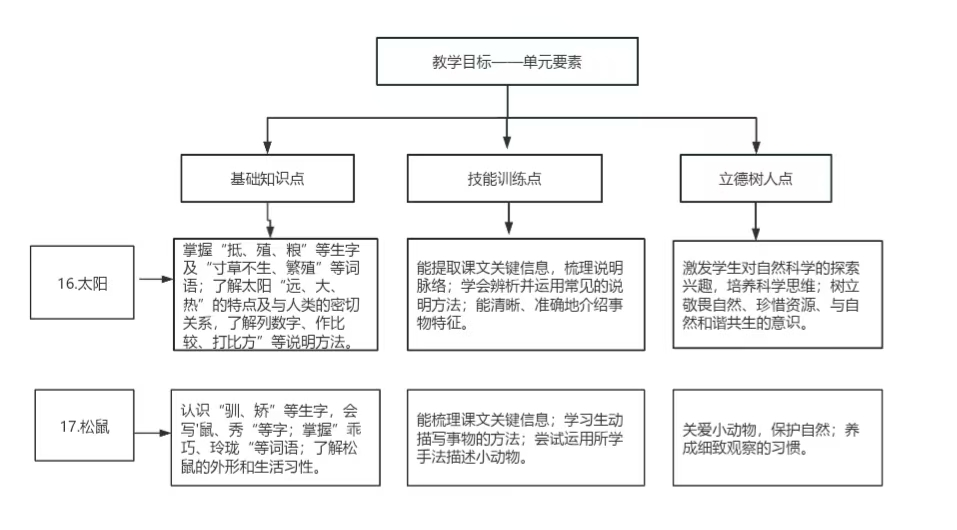 教学目标——单元要素
基础知识点
技能训练点
立德树人点
16.太阳
掌握“抵、殖、粮”等生字
及“寸草不生、繁殖”等词
语；了解太阳“远、大、
热”的特点及与人类的密切
关系，了解列数字、作比
较、打比方”等说明方法。
能提取课文关键信息，梳理说明
脉络；学会辨析并运用常见的说
明方法；能清晰、准确地介绍事
物特征。
激发学生对自然科学的探索
兴趣，培养科学思维；树立
敬畏自然、珍惜资源、与自
然和谐共生的意识。
17.松鼠
认识“驯、矫”等生字，会
写'鼠、秀“等字；掌握”乖
巧、玲珑“等词语；了解松
鼠的外形和生活习性。
能梳理课文关键信息；学习生动
描写事物的方法；尝试运用所学
手法描述小动物。
关爱小动物，保护自然；养
成细致观察的习惯。